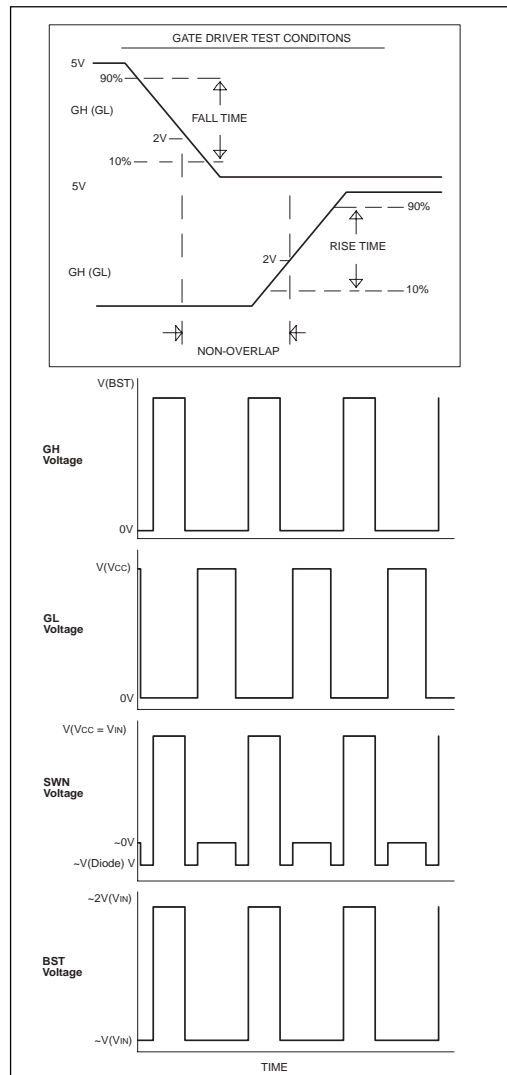 GATE DRIVER TEST CONDITONS
5V
90%
GH (GL)
FALL TIME
2V
10%
5V
90%
RISE TIME
2V
GH (GL)
10%
NON-OVERLAP
V(BST)
GH
Voltage
0V
V(VCC)
GL
Voltage
0V
V(VCC = VIN)
SWN
Voltage
~0V
~V(Diode) V
~2V(VIN)
BST
Voltage
~V(VIN)
TIME